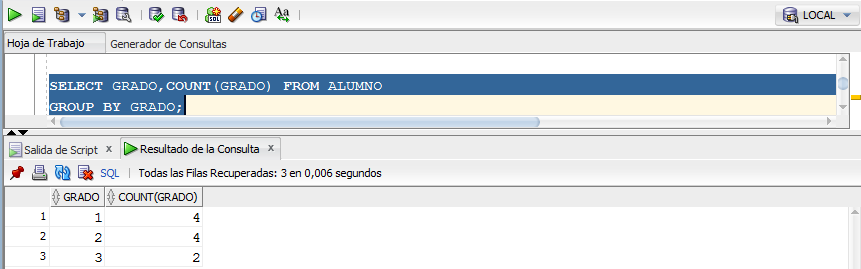 LOCAL
Hoja de Trabajo Generador de Consultas
SELECT GRADO,COUNT(GRADO) FROM ALUMNO
GROUP BY GRADO;
Salida de Script x Resultado de la Consulta x
SQL | Todas las Filas Recuperadas: 3 en 0,006 segundos
GRADO COUNT(GRADO)
1 1 4
2 2 4
3 3 2